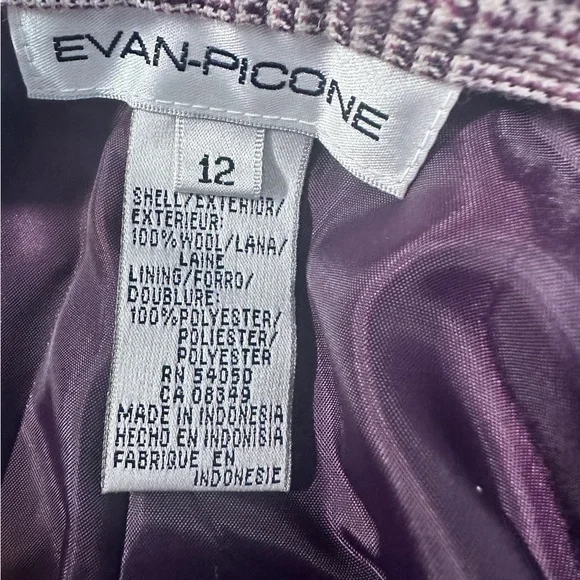 EVAN-PICONE
12
SHELL/EXTERIOR/
EXTERIEUR:
100% WOOL/LANA/
LAINE
LINING/FORRO/
DOUBLURE:
100% POLYESTER/
POLIESTER/
POLYESTER
RN 54050
CA 08349
MADE IN INDONESIA
HECHO EN INDONISIA
FABRIQUE EN
INDONESIE